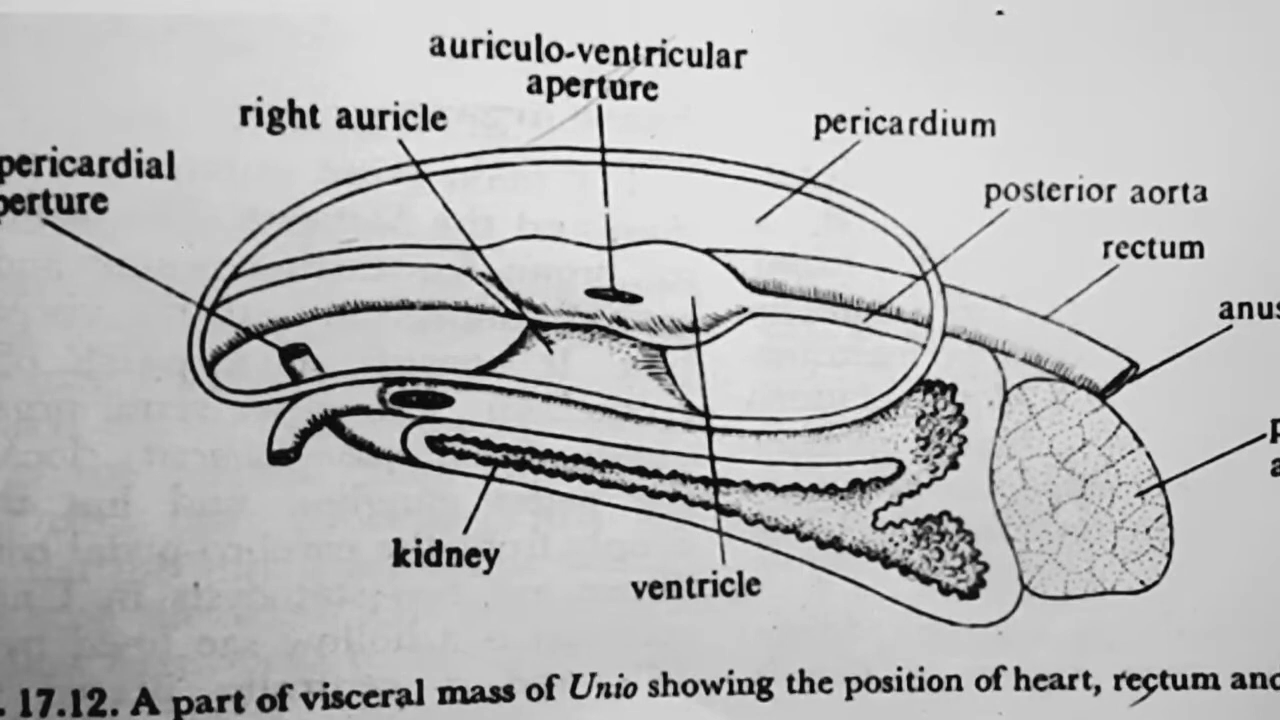 auriculo-ventricular
aperture
right auricle
pericardium
pericardial
perture
posterior aorta
rectum
anus
kidney
ventricle
. 17.12. A part of visceral mass of Unio showing the position of heart, rectum and